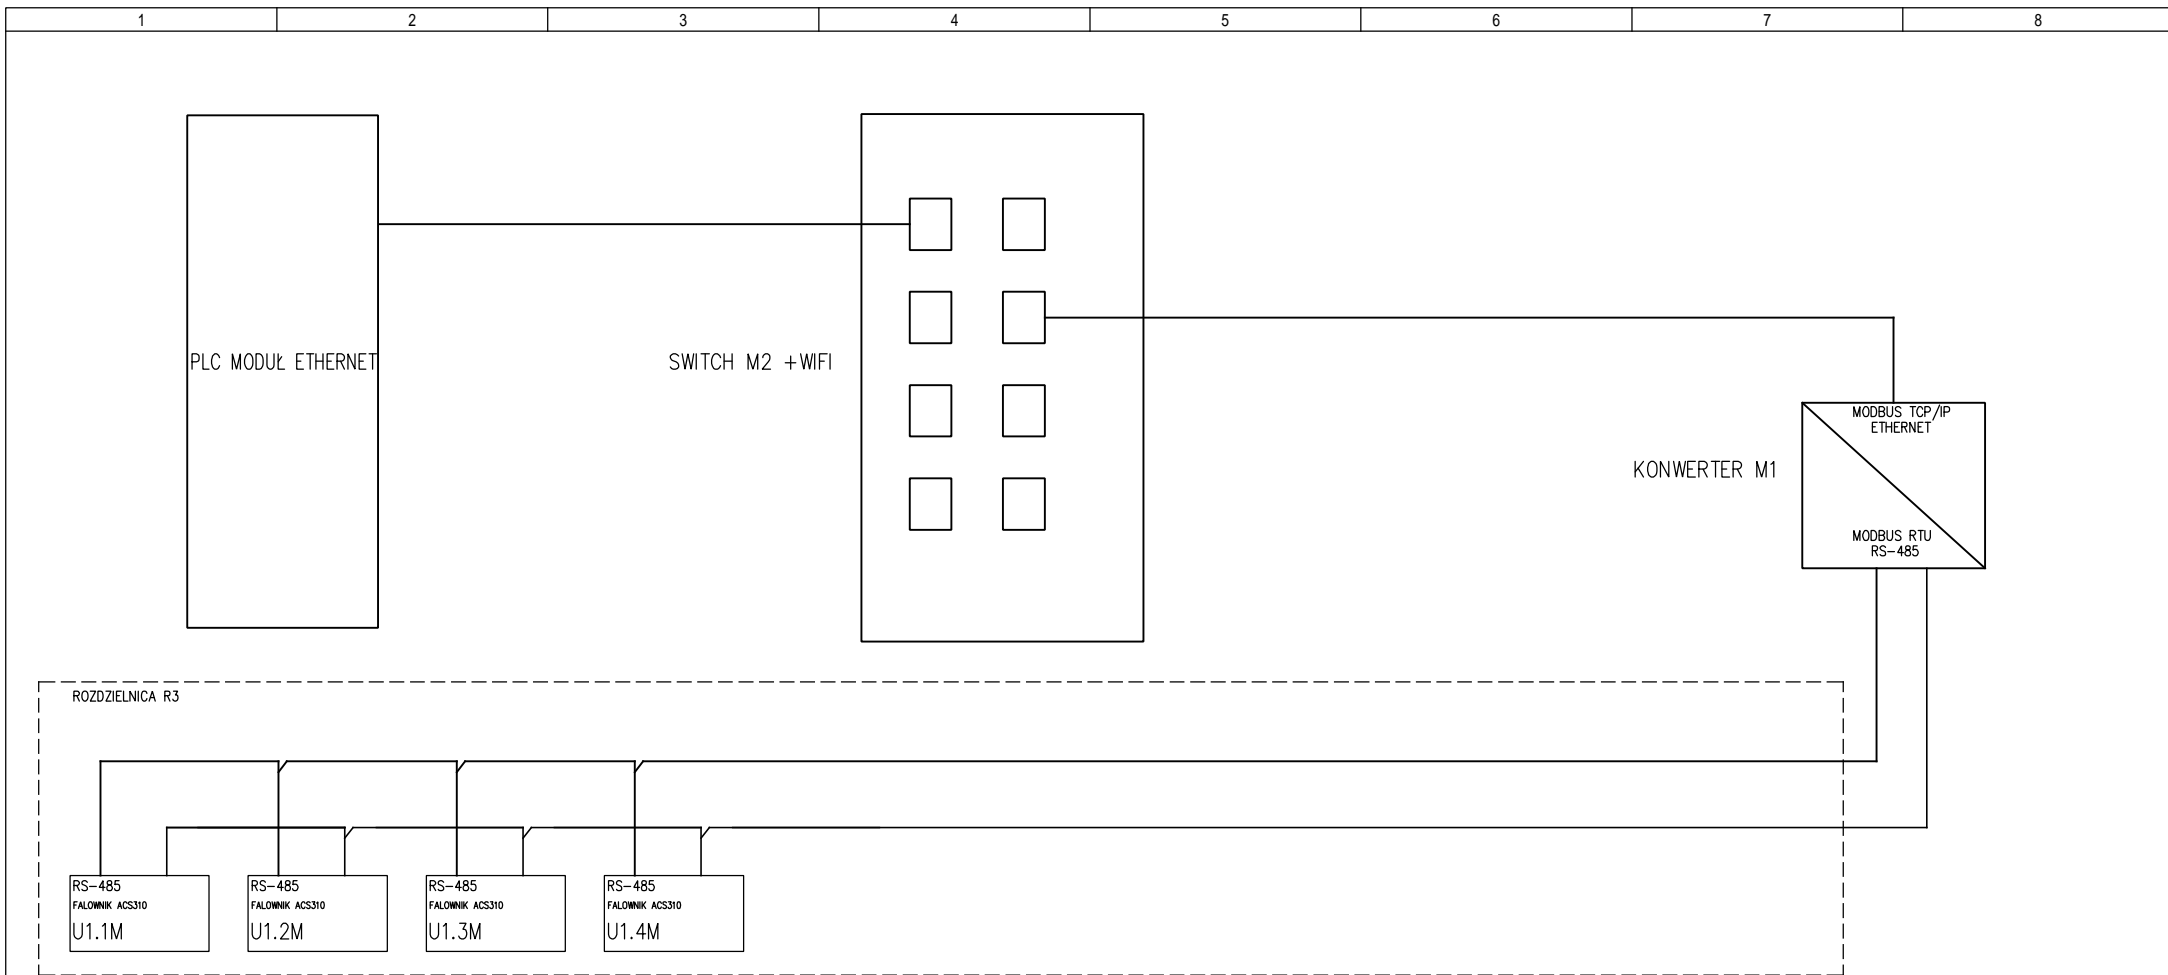 1 2 3 4 5 6 7 8
PLC MODUŁ ETHERNET
SWITCH M2 +WIFI
MODBUS TCP/IP
ETHERNET
KONWERTER M1
MODBUS RTU
RS-485
ROZDZIELNICA R3
RS-485
FALOWNIK ACS310
U1.1M
RS-485
FALOWNIK ACS310
U1.2M
RS-485
FALOWNIK ACS310
U1.3M
RS-485
FALOWNIK ACS310
U1.4M